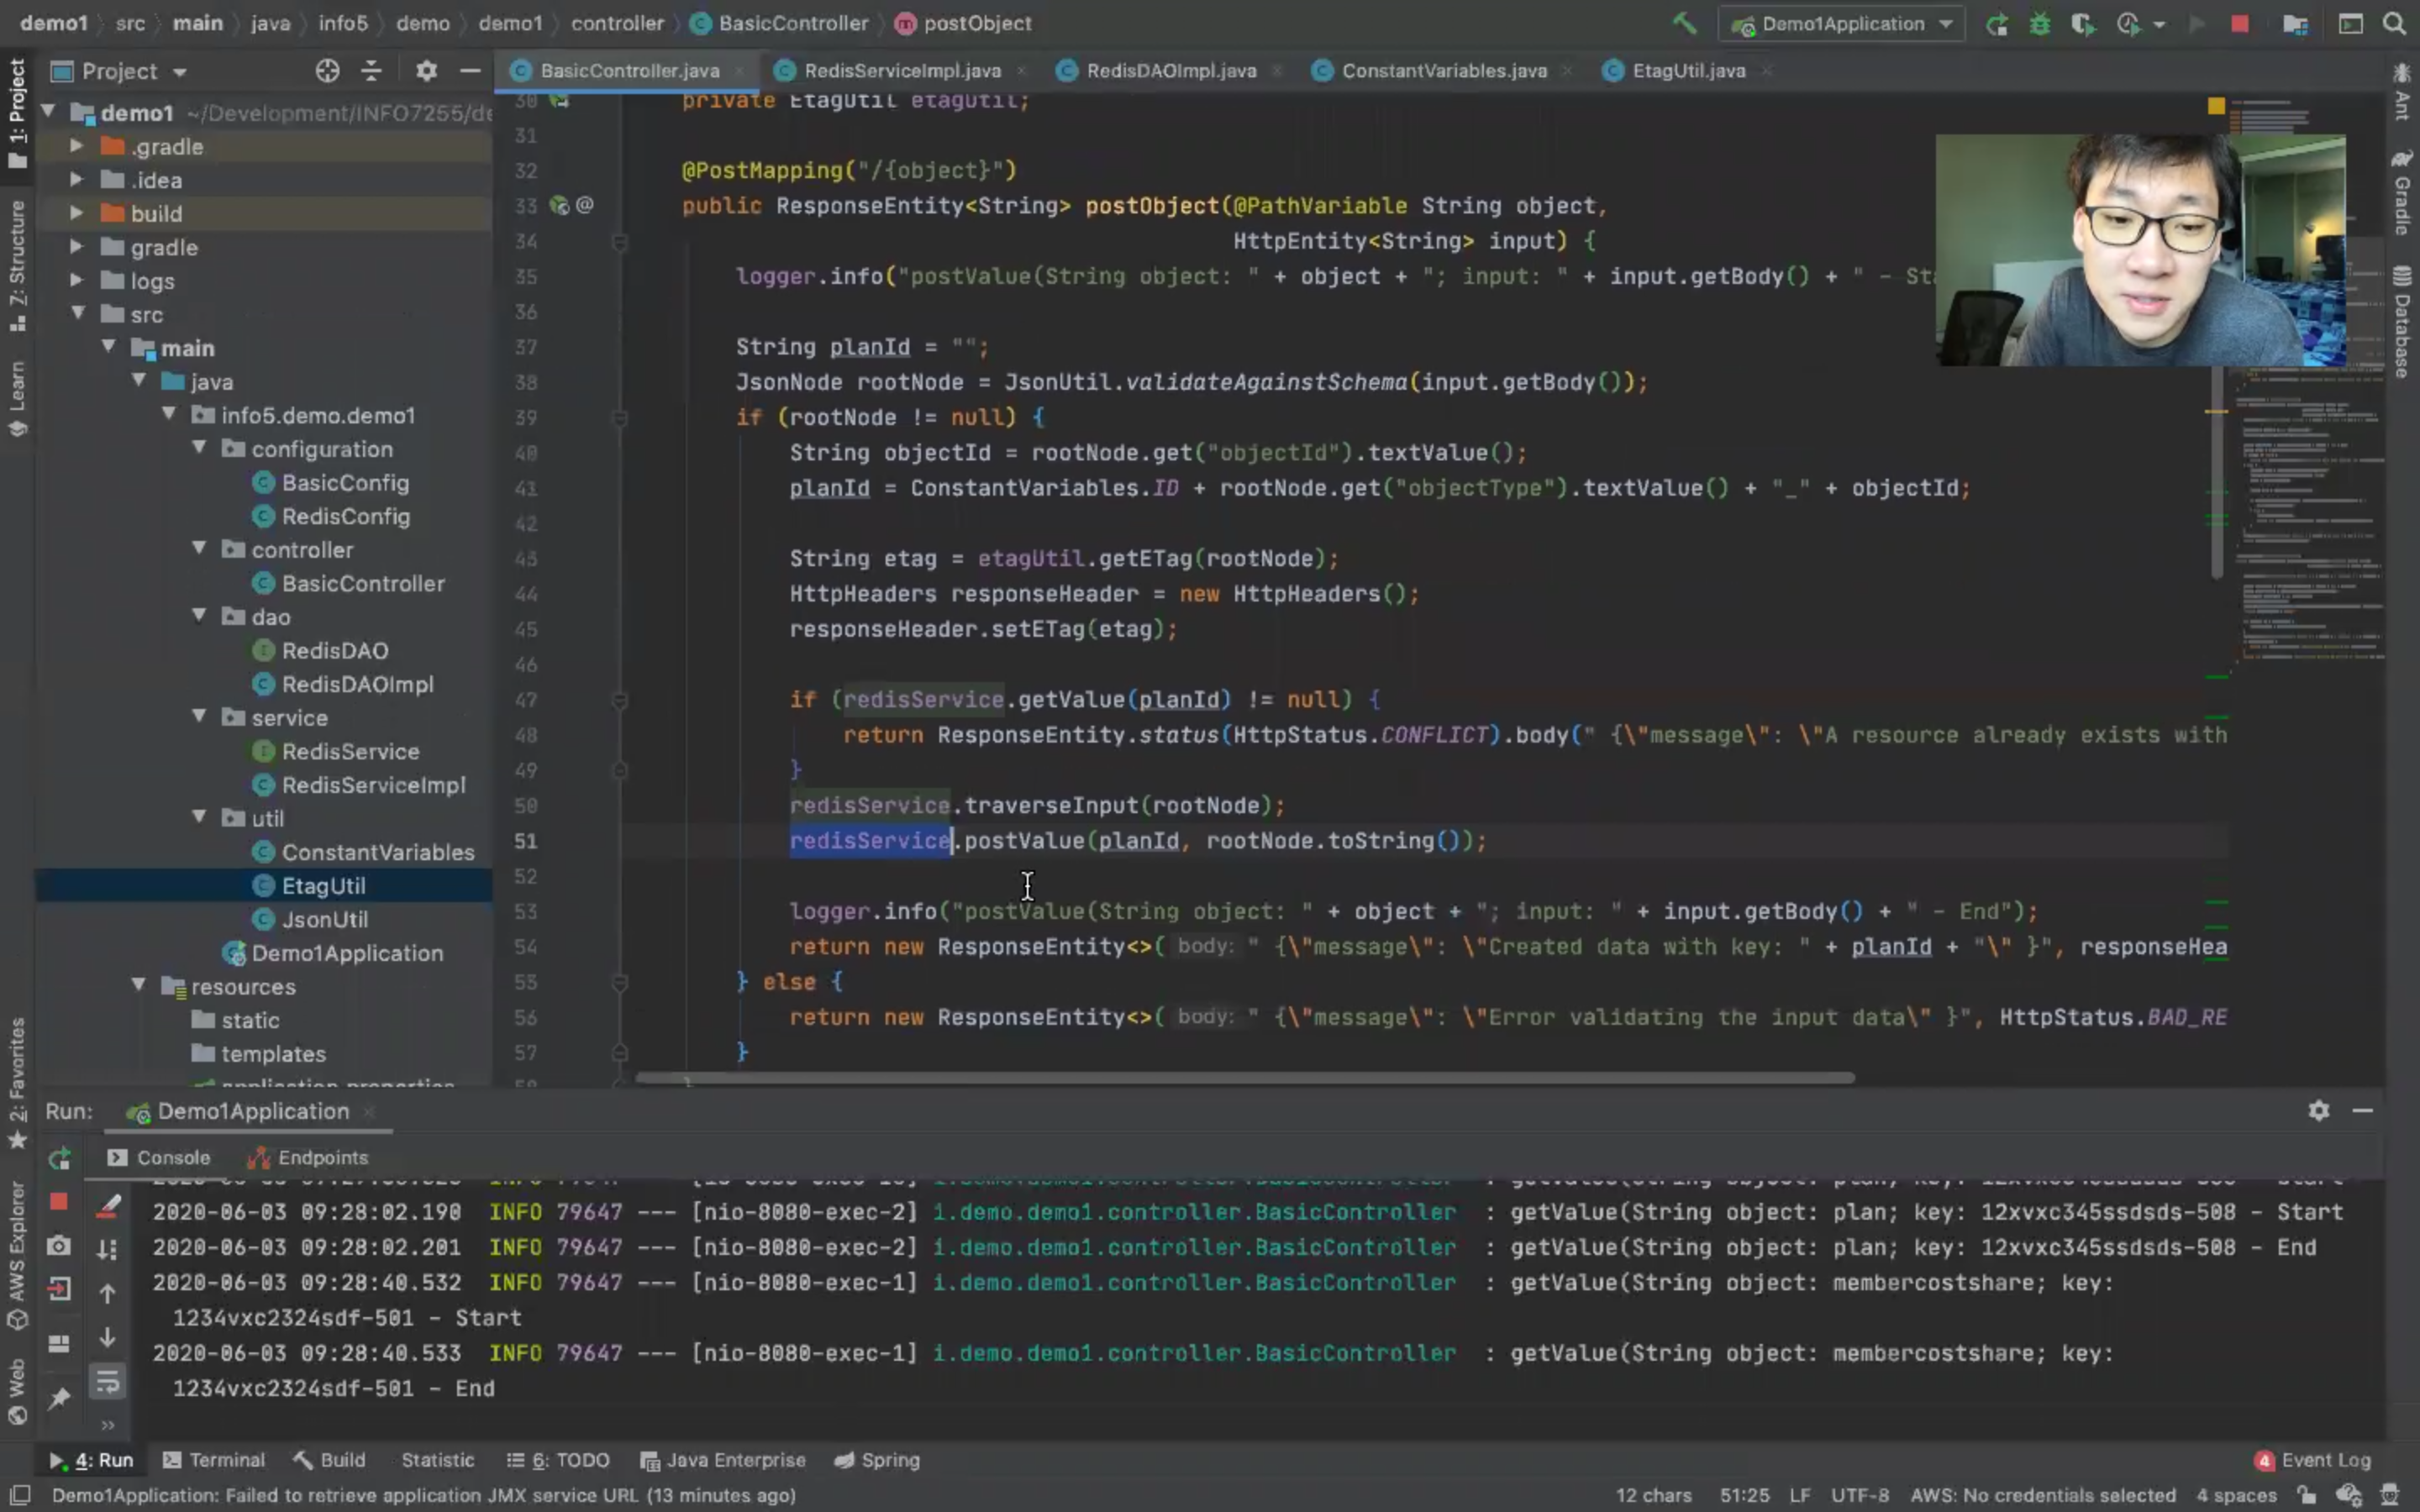 demo1 src main java info5 demo demo1 controller BasicController postObject Demo1Application
Project BasicController.java RedisServiceImpl.java RedisDAOImpl.java ConstantVariables.java EtagUtil.java
1: Project
7: Structure
Learn
2: Favorites
AWS Explorer
Web
demo1 ~/Development/INFO7255/de
.gradle
.idea
build
gradle
logs
src
main
java
info5.demo.demo1
configuration
BasicConfig
RedisConfig
controller
BasicController
dao
RedisDAO
RedisDAOImpl
service
RedisService
RedisServiceImpl
util
ConstantVariables
EtagUtil
JsonUtil
Demo1Application
resources
static
templates
application.properties
30 private EtagUtil etagUtil;
31
32 @PostMapping("/{object}")
33 @ public ResponseEntity<String> postObject(@PathVariable String object,
34 HttpEntity<String> input) {
35 logger.info("postValue(String object: " + object + "; input: " + input.getBody() + " - Sta
36
37 String planId = "";
38 JsonNode rootNode = JsonUtil.validateAgainstSchema(input.getBody());
39 if (rootNode != null) {
40 String objectId = rootNode.get("objectId").textValue();
41 planId = ConstantVariables.ID + rootNode.get("objectType").textValue() + "_" + objectId;
42
43 String etag = etagUtil.getETag(rootNode);
44 HttpHeaders responseHeader = new HttpHeaders();
45 responseHeader.setETag(etag);
46
47 if (redisService.getValue(planId) != null) {
48 return ResponseEntity.status(HttpStatus.CONFLICT).body(" {\"message\": \"A resource already exists with
49 }
50 redisService.traverseInput(rootNode);
51 redisService.postValue(planId, rootNode.toString());
52
53 logger.info("postValue(String object: " + object + "; input: " + input.getBody() + " - End");
54 return new ResponseEntity<>( body: " {\"message\": \"Created data with key: " + planId + "\" }", responseHea
55 } else {
56 return new ResponseEntity<>( body: " {\"message\": \"Error validating the input data\" }", HttpStatus.BAD_RE
57 }
58 }
Ant
Gradle
Database
Run: Demo1Application
Console Endpoints
2020-06-03 09:28:02.190 INFO 79647 --- [nio-8080-exec-2] i.demo.demo1.controller.BasicController : getValue(String object: plan; key: 12xvxc345ssdsds-508 - Start
2020-06-03 09:28:02.201 INFO 79647 --- [nio-8080-exec-2] i.demo.demo1.controller.BasicController : getValue(String object: plan; key: 12xvxc345ssdsds-508 - End
2020-06-03 09:28:40.532 INFO 79647 --- [nio-8080-exec-1] i.demo.demo1.controller.BasicController : getValue(String object: membercostshare; key:
1234vxc2324sdf-501 - Start
2020-06-03 09:28:40.533 INFO 79647 --- [nio-8080-exec-1] i.demo.demo1.controller.BasicController : getValue(String object: membercostshare; key:
1234vxc2324sdf-501 - End
4: Run Terminal Build Statistic 6: TODO Java Enterprise Spring 4 Event Log
Demo1Application: Failed to retrieve application JMX service URL (13 minutes ago) 12 chars 51:25 LF UTF-8 AWS: No credentials selected 4 spaces